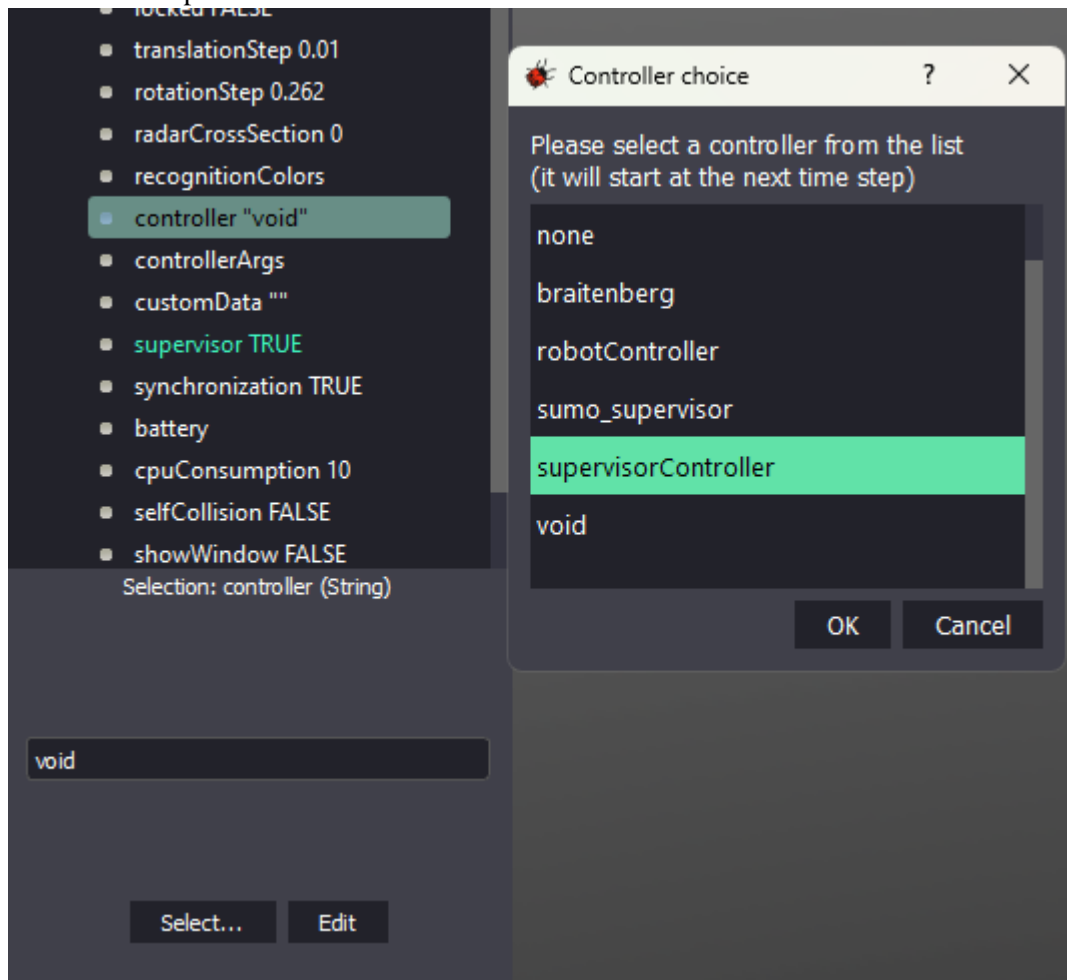 locked FALSE
translationStep 0.01
rotationStep 0.262
radarCrossSection 0
recognitionColors
controller "void"
controllerArgs
customData ""
supervisor TRUE
synchronization TRUE
battery
cpuConsumption 10
selfCollision FALSE
showWindow FALSE
Selection: controller (String)
void
Select...
Edit
Controller choice
?
Please select a controller from the list
(it will start at the next time step)
none
braitenberg
robotController
sumo_supervisor
supervisorController
void
OK
Cancel